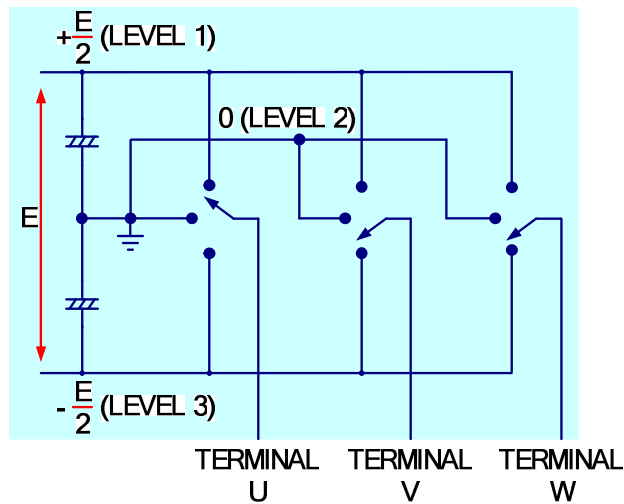 +E/2 (LEVEL 1)
0 (LEVEL 2)
E
-E/2 (LEVEL 3)
TERMINAL U
TERMINAL V
TERMINAL W